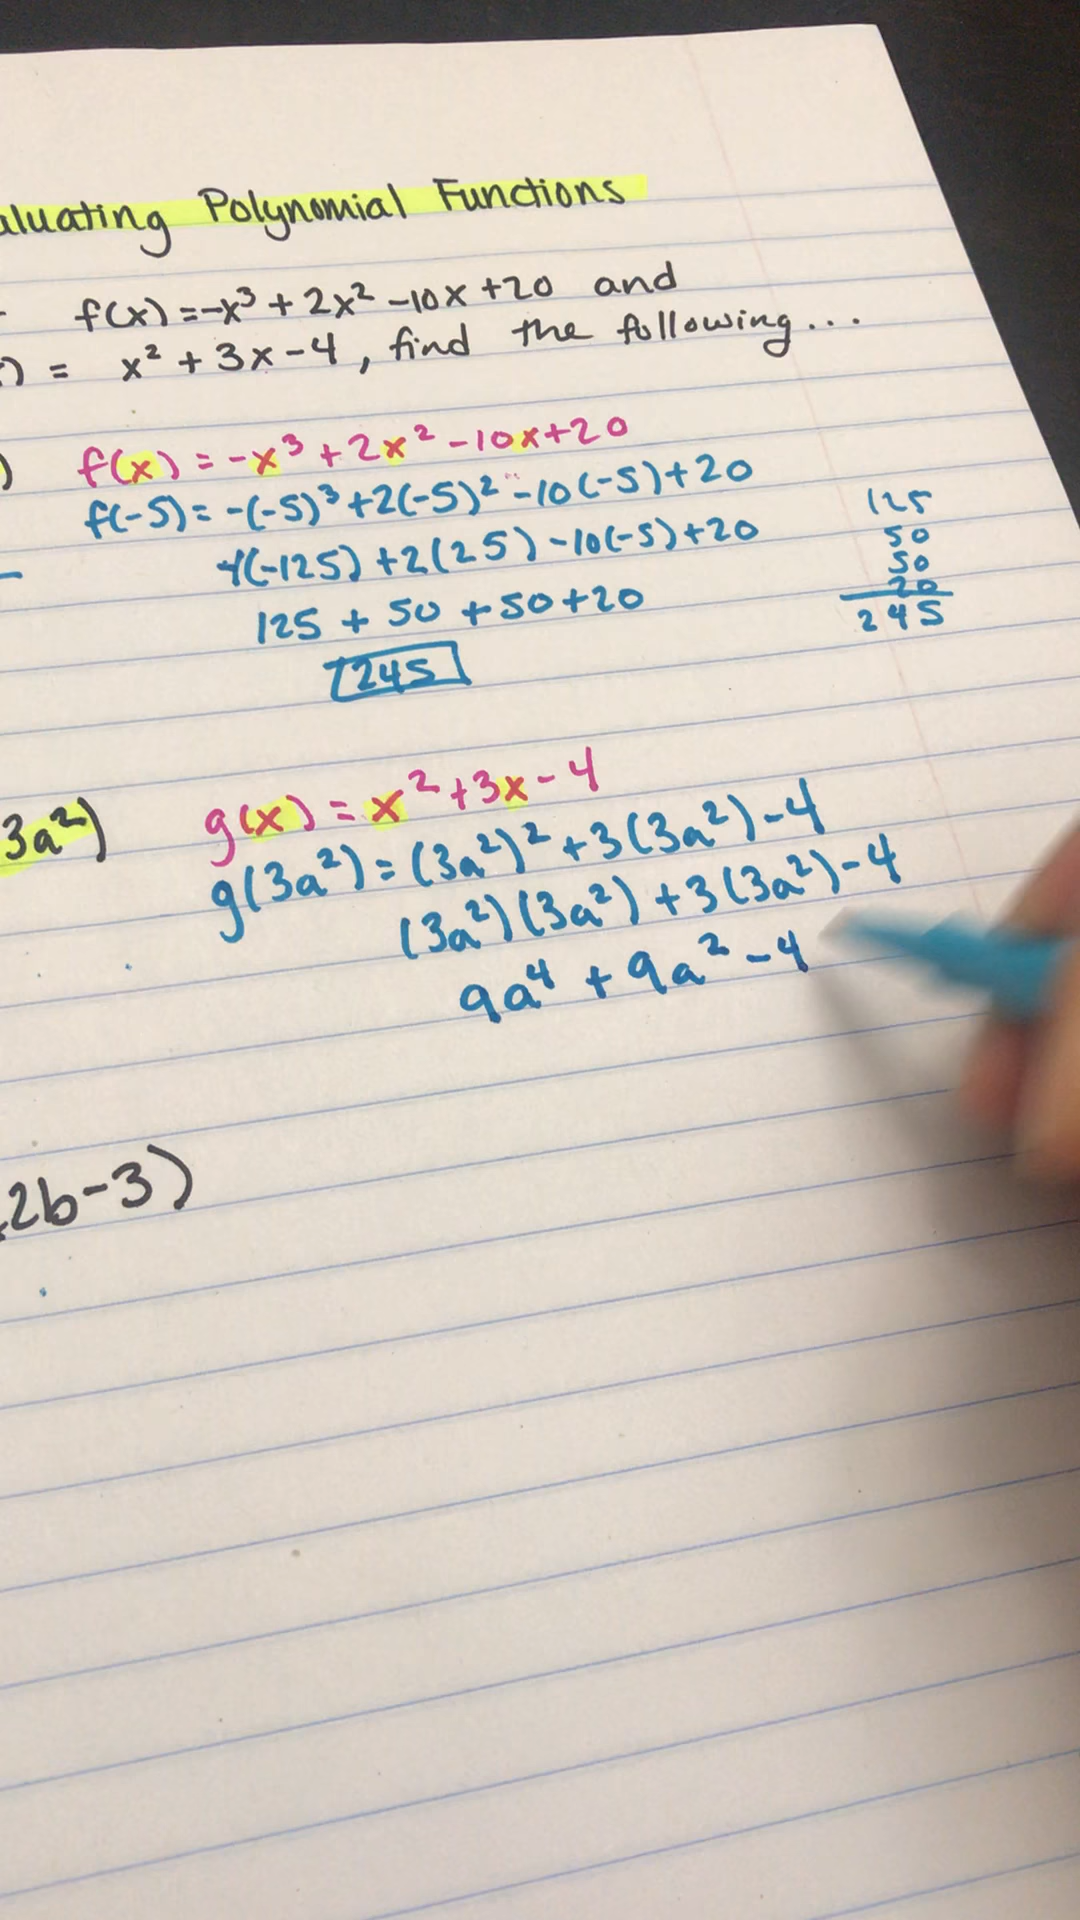 aluating Polynomial Functions
f(x) = -x³ + 2x² - 10x + 20 and
) = x² + 3x - 4, find the following...
) f(x) = -x³ + 2x² - 10x + 20
f(-5) = -(-5)³ + 2(-5)² - 10(-5) + 20
(-125) + 2(25) - 10(-5) + 20
125 + 50 + 50 + 20
245
125
50
50
20
245
3a²) g(x) = x² + 3x - 4
g(3a²) = (3a²)² + 3(3a²) - 4
(3a²)(3a²) + 3(3a²) - 4
9a⁴ + 9a² - 4
2b-3)